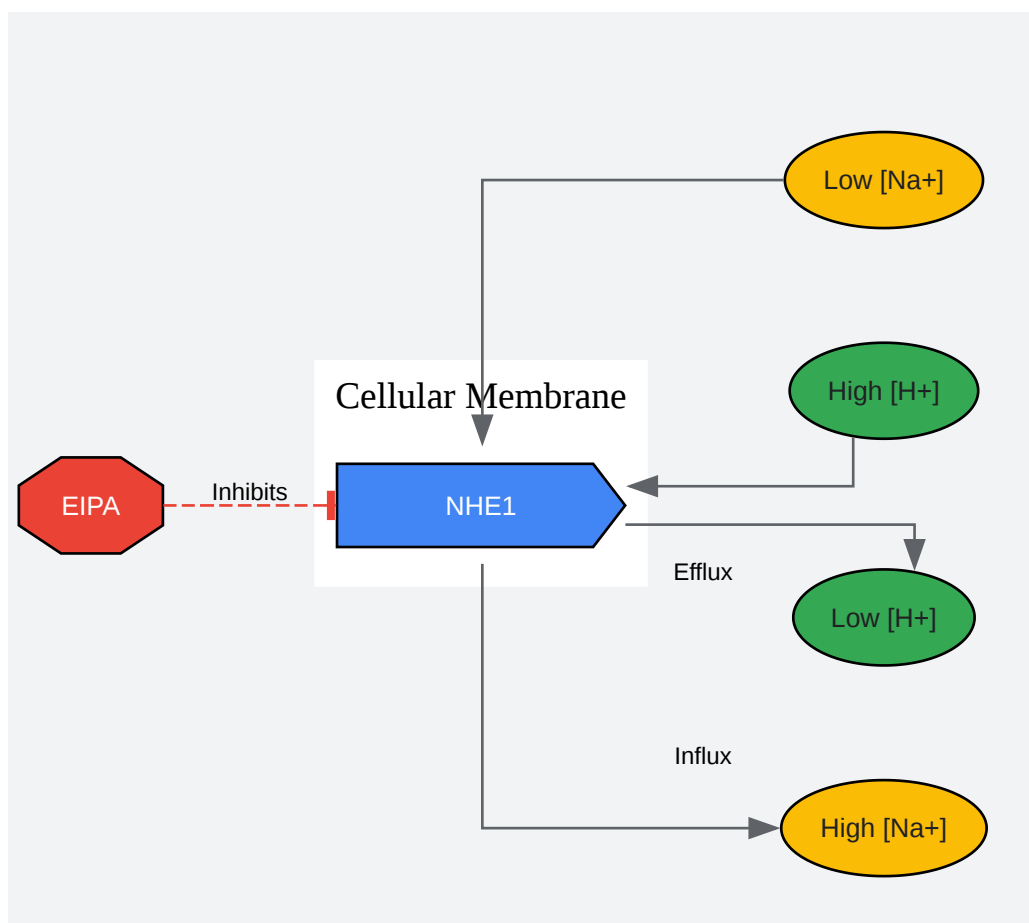 Low [Na+]
High [H+]
Cellular Membrane
Inhibits
EIPA
NHE1
Efflux
Low [H+]
Influx
High [Na+]